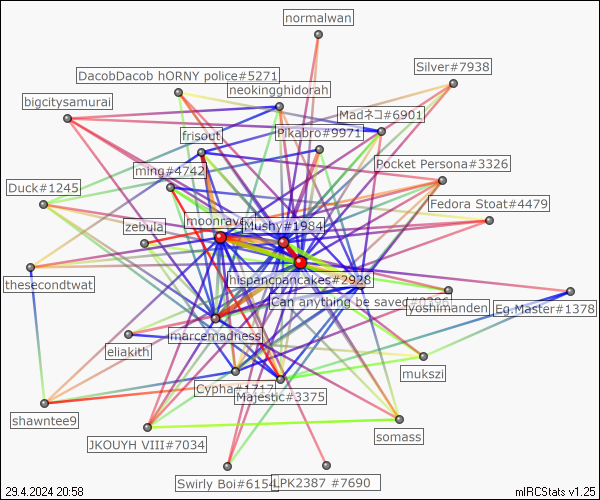 normalwan
Silver#7938
DacobDacob hORNY police#5271
neokingghidorah
bigcitysamurai
Madネコ#6901
frisout
Pikabro#9971
ming#4742
Pocket Persona#3326
Duck#1245
Fedora Stoat#4479
zebula
moonrave
Mushy#1984
thesecondtwat
hispancpancakes#2928
Can anything be saved
yoshimanden
Eg.Master#1378
marcemadness
eliakith
mukszi
Cypha#1717
Majestic#3375
shawntee9
somass
JKOUYH VIII#7034
Swirly Boi#6154
LPK2387 #7690
29.4.2024 20:58
mIRCStats v1.25